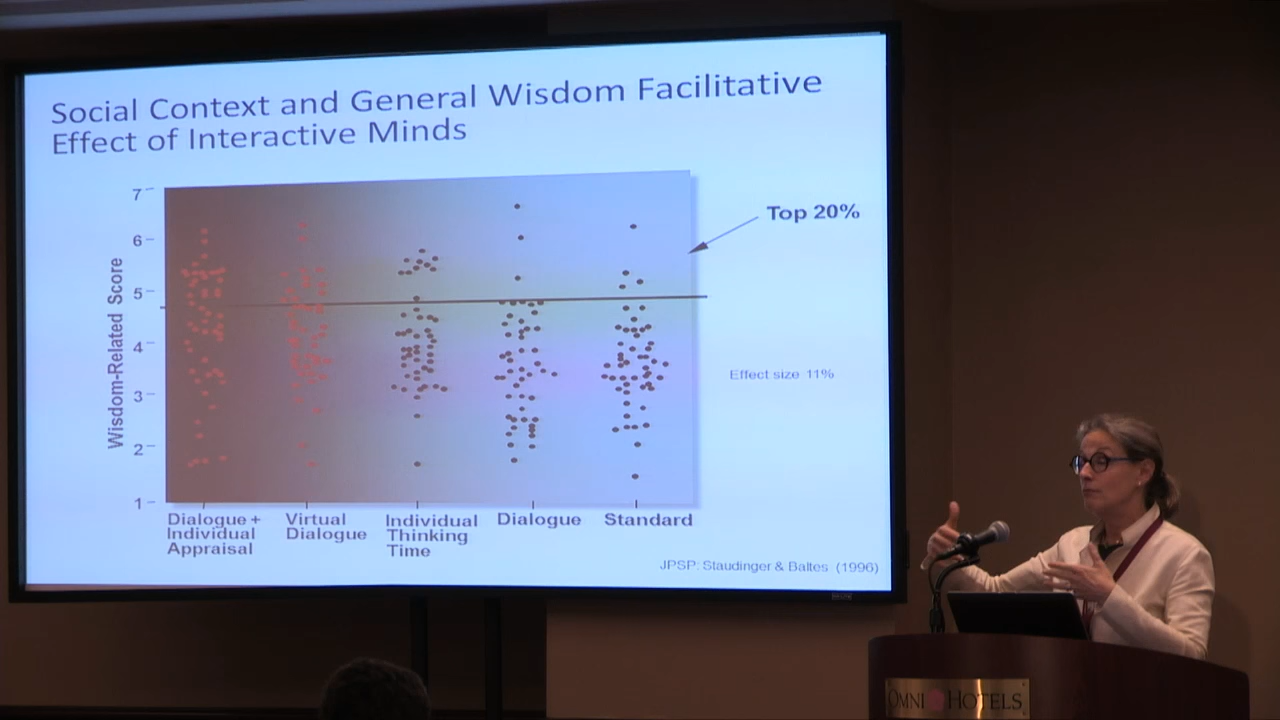 Social Context and General Wisdom Facilitative
Effect of Interactive Minds
Top 20%
Effect size 11%
Wisdom-Related Score
7
6
5
4
3
2
1
Dialogue +
Individual
Appraisal
Virtual
Dialogue
Individual
Thinking
Time
Dialogue
Standard
JPSP: Staudinger & Baltes (1996)
OMNI HOTELS